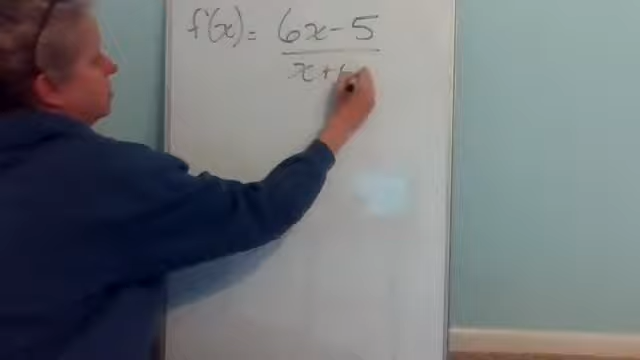 f'(x) = 6x - 5
x +